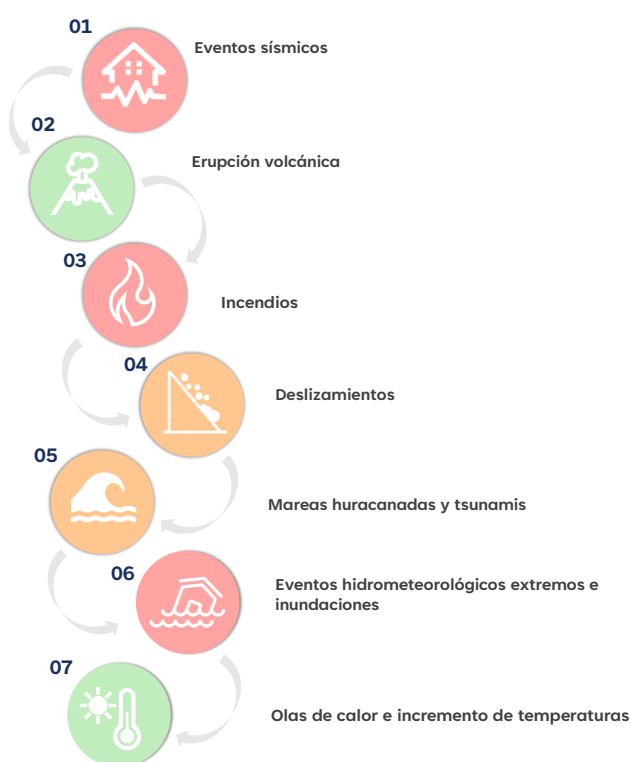 01
Eventos sísmicos
02
Erupción volcánica
03
Incendios
04
Deslizamientos
05
Mareas huracanadas y tsunamis
06
Eventos hidrometeorológicos extremos e
inundaciones
07
Olas de calor e incremento de temperaturas